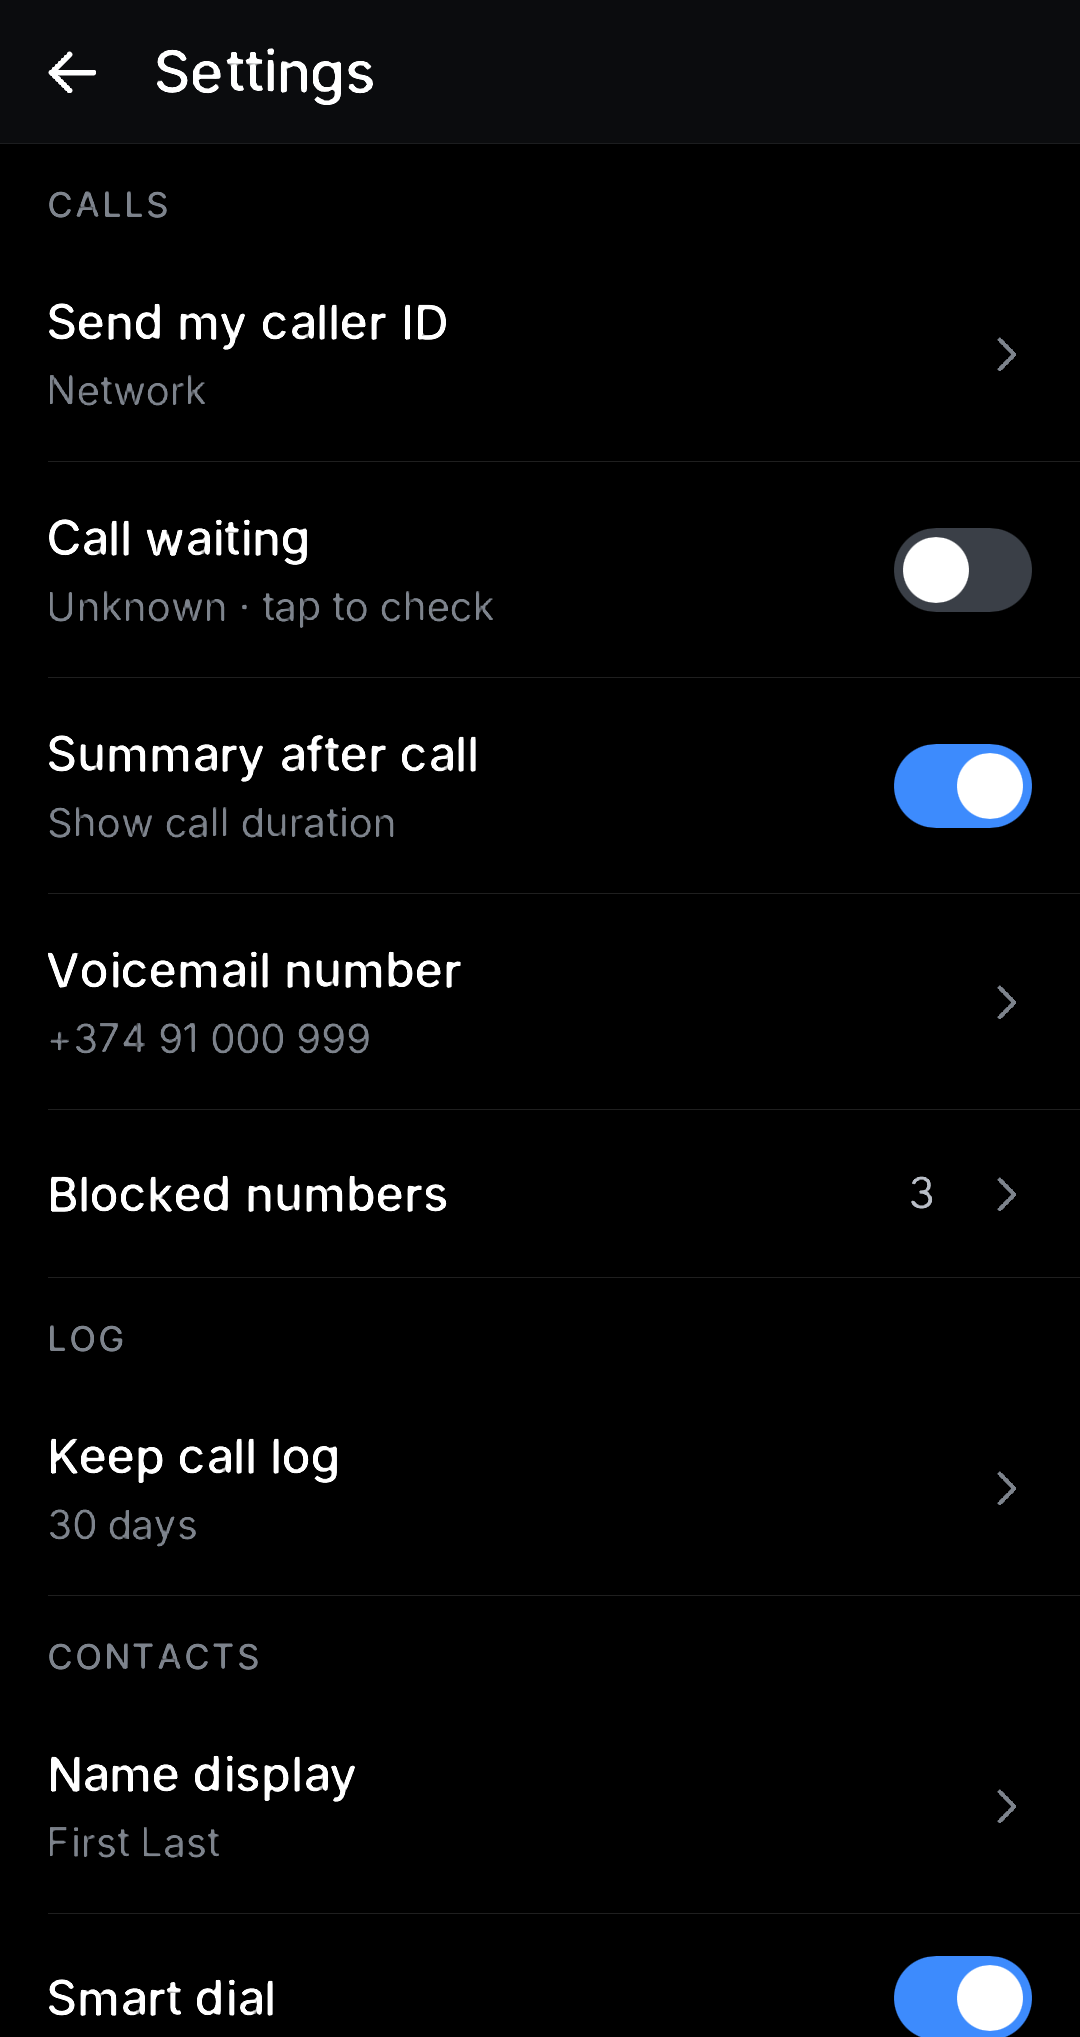 Settings
CALLS
Send my caller ID
Network
Call waiting
Unknown · tap to check
Summary after call
Show call duration
Voicemail number
+374 91 000 999
Blocked numbers 3
LOG
Keep call log
30 days
CONTACTS
Name display
First Last
Smart dial